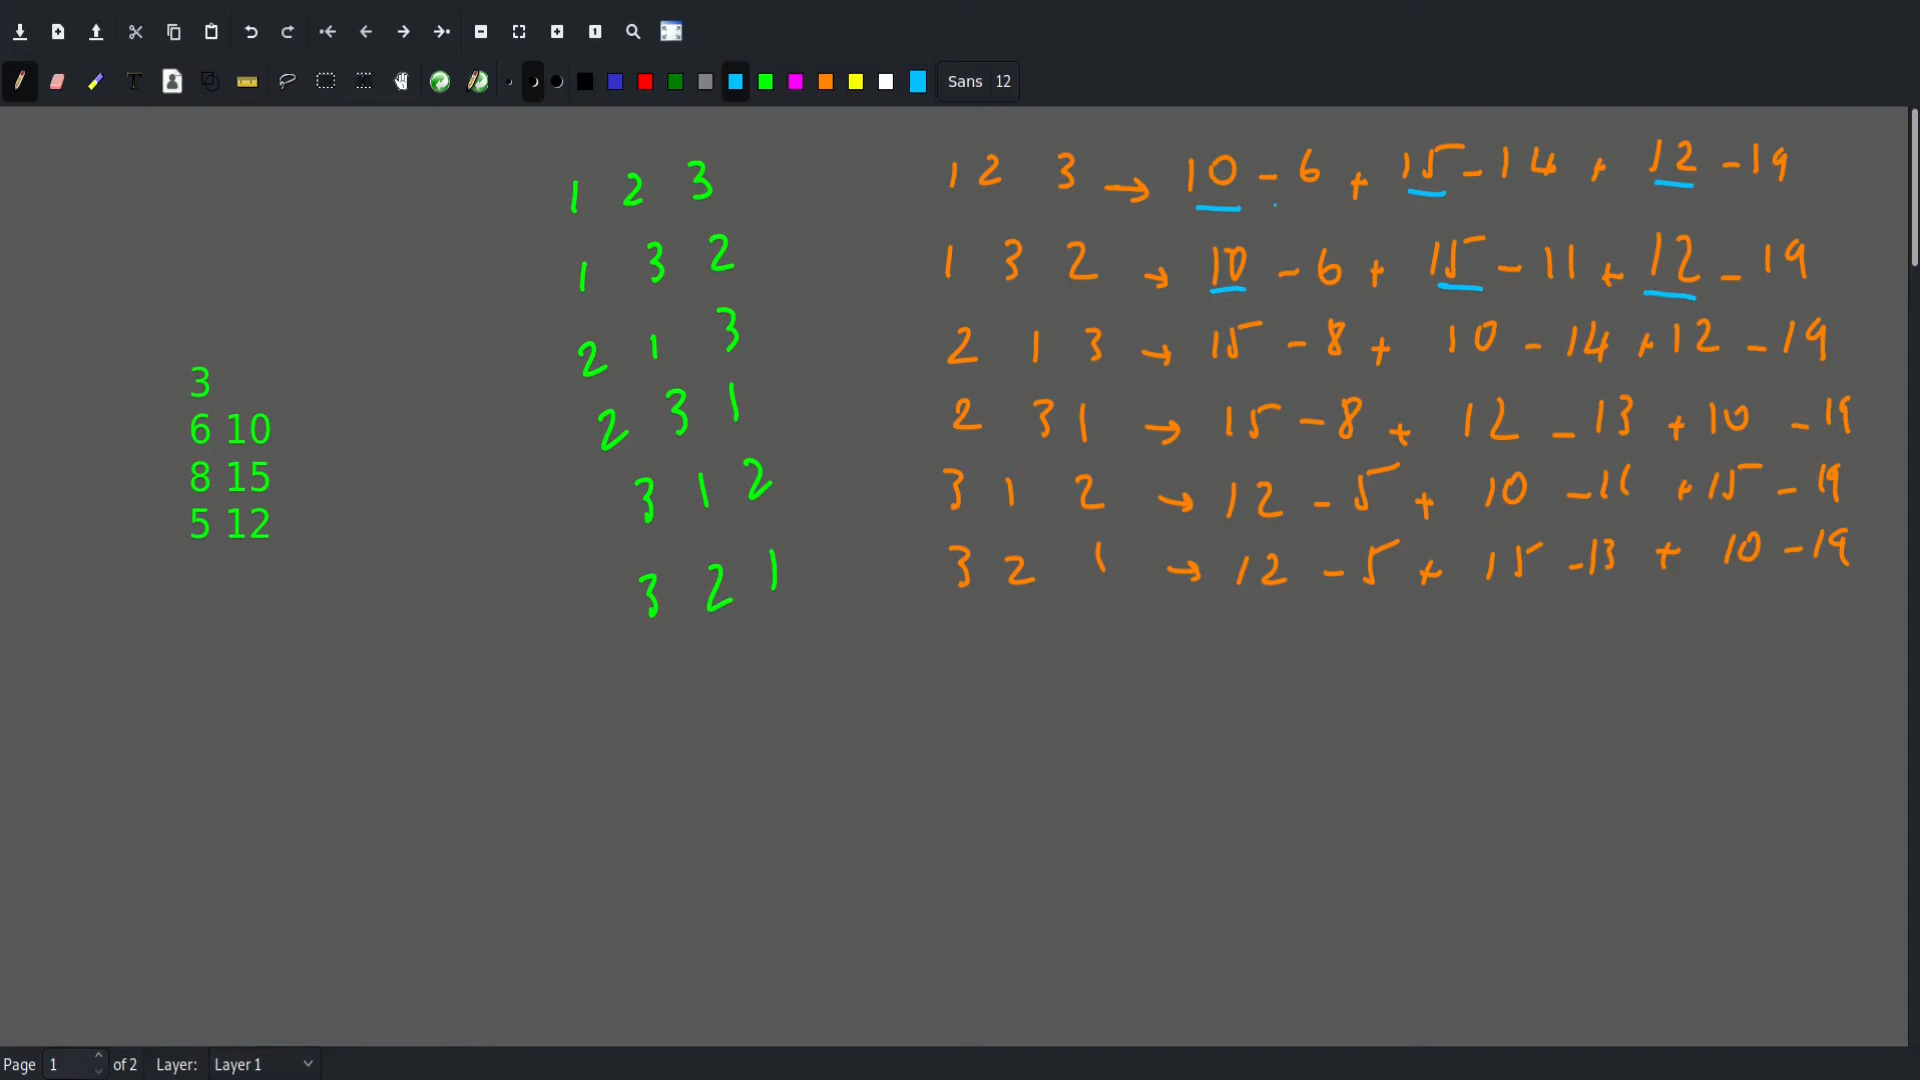 Sans 12
3
6 10
8 15
5 12
1 2 3
1 3 2
2 1 3
2 3 1
3 1 2
3 2 1
1 2 3 → 10 - 6 + 15 - 14 + 12 - 19
1 3 2 → 10 - 6 + 15 - 11 + 12 - 19
2 1 3 → 15 - 8 + 10 - 14 + 12 - 19
2 3 1 → 15 - 8 + 12 - 13 + 10 - 19
3 1 2 → 12 - 5 + 10 - 11 + 15 - 19
3 2 1 → 12 - 5 + 15 - 13 + 10 - 19
Page 1 of 2 Layer: Layer 1